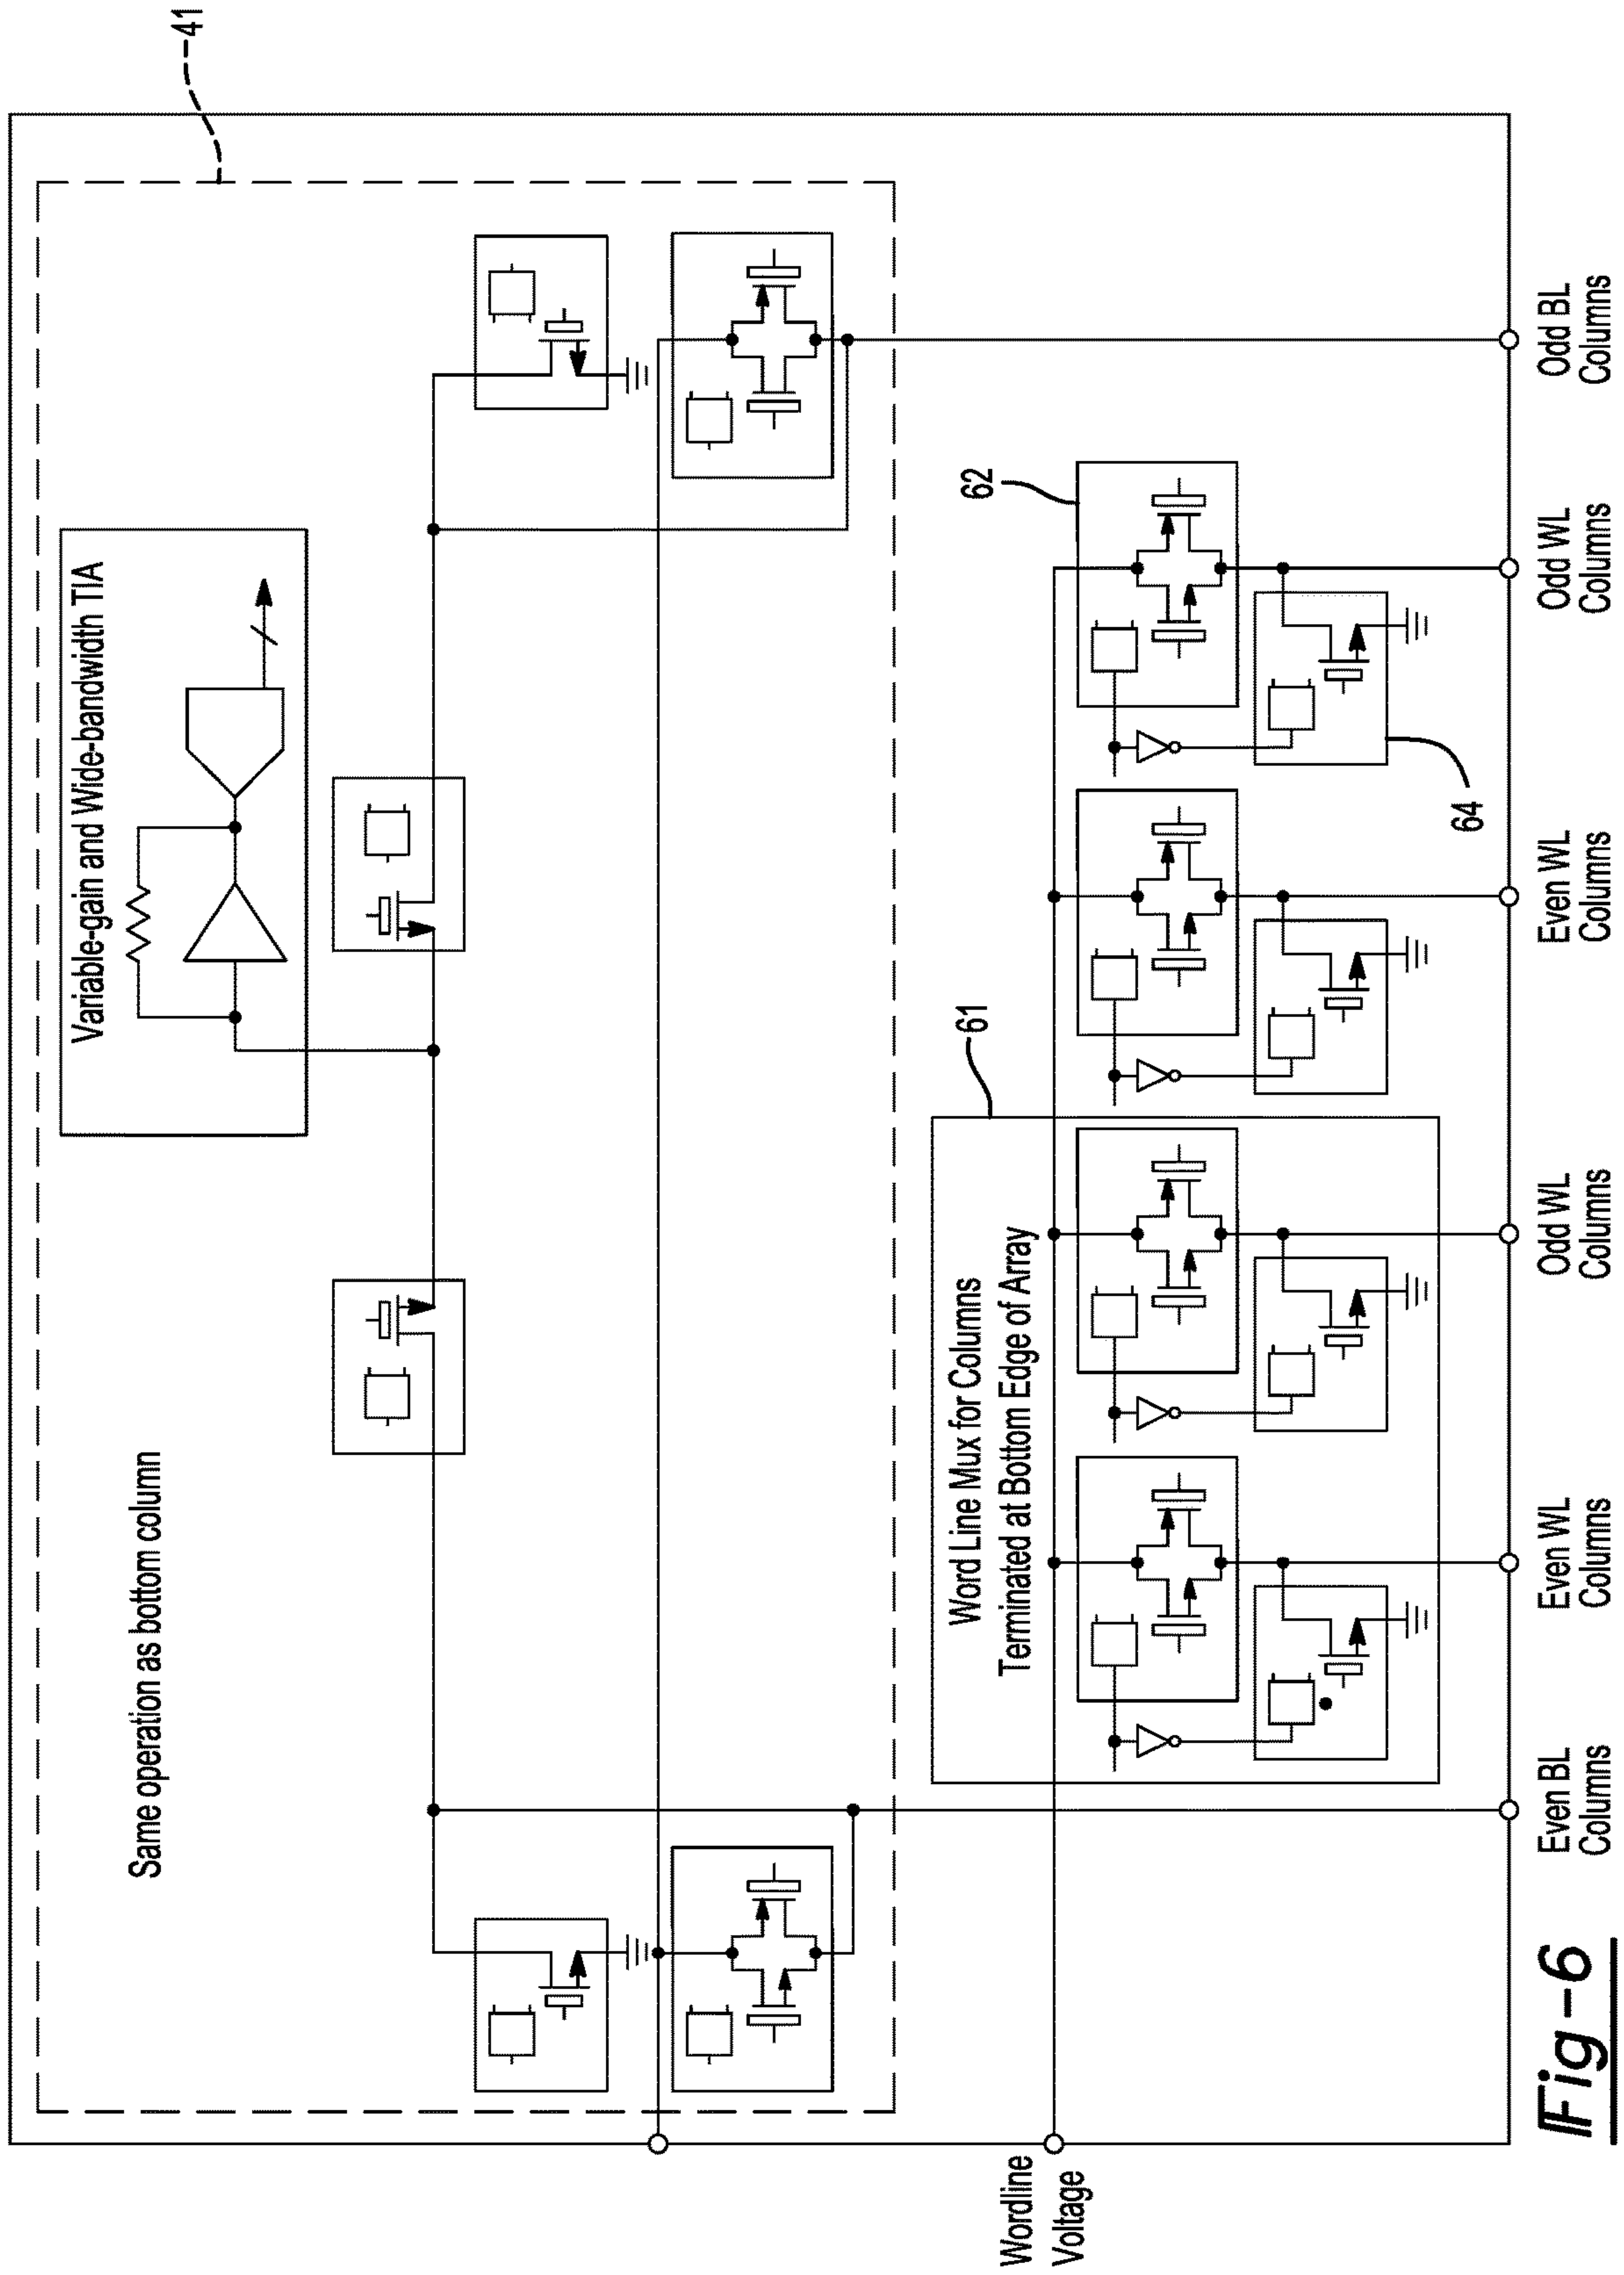 41
Variable-gain and Wide-bandwidth TIA
Same operation as bottom column
62
64
61
Word Line Mux for Columns
Terminated at Bottom Edge of Array
Wordline
Voltage
Even BL
Columns
Even WL
Columns
Odd WL
Columns
Even WL
Columns
Odd WL
Columns
Odd BL
Columns
Fig-6